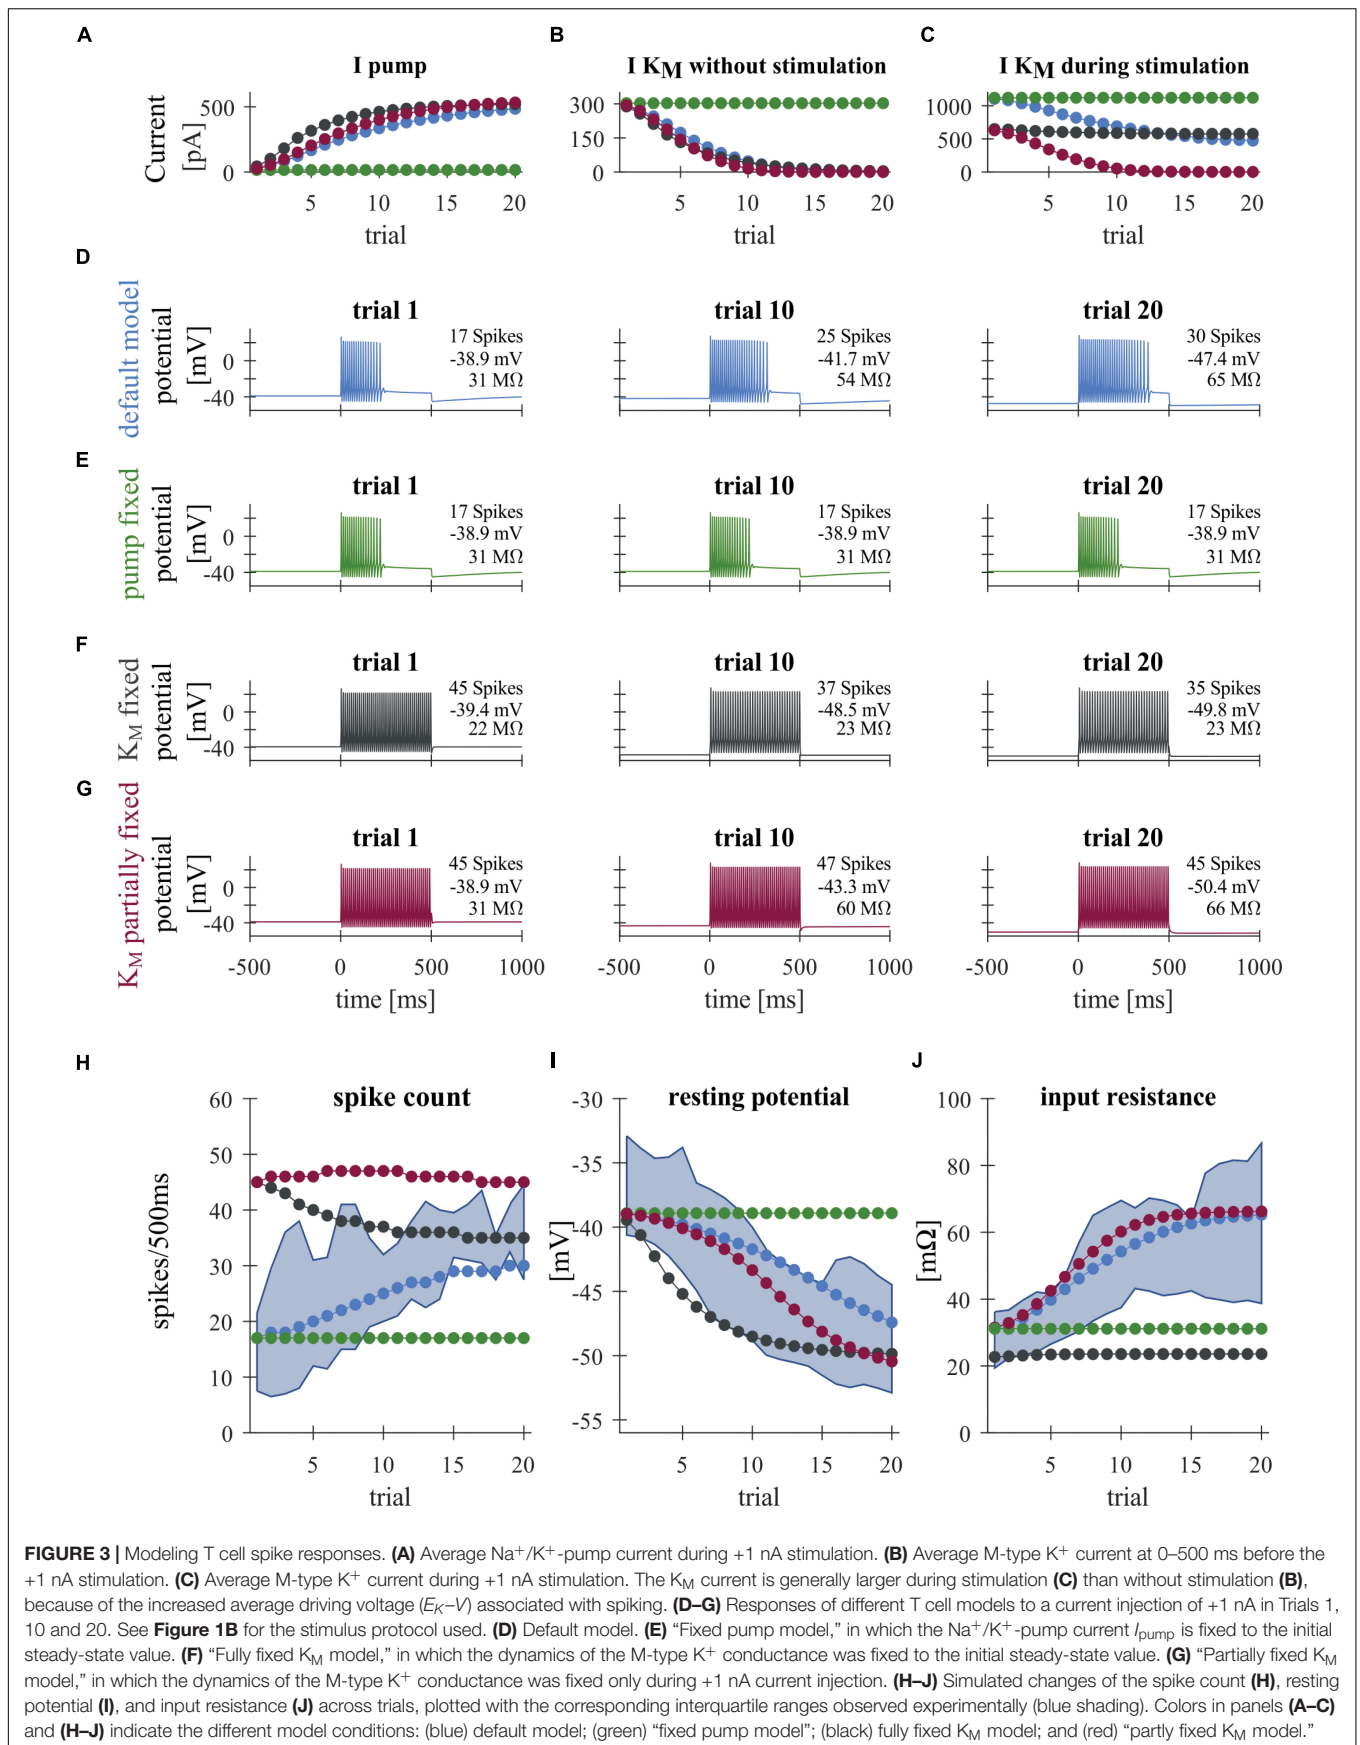 A
B
C
I pump
I KM without stimulation
I KM during stimulation
Current
[pA]
500
0
5
10
15
20
trial
300
150
0
5
10
15
20
trial
1000
500
0
5
10
15
20
trial
D
default model
potential
[mV]
0
-40
trial 1
17 Spikes
-38.9 mV
31 MΩ
trial 10
25 Spikes
-41.7 mV
54 MΩ
trial 20
30 Spikes
-47.4 mV
65 MΩ
E
pump fixed
potential
[mV]
0
-40
trial 1
17 Spikes
-38.9 mV
31 MΩ
trial 10
17 Spikes
-38.9 mV
31 MΩ
trial 20
17 Spikes
-38.9 mV
31 MΩ
F
KM fixed
potential
[mV]
0
-40
trial 1
45 Spikes
-39.4 mV
22 MΩ
trial 10
37 Spikes
-48.5 mV
23 MΩ
trial 20
35 Spikes
-49.8 mV
23 MΩ
G
KM partially fixed
potential
[mV]
0
-40
trial 1
45 Spikes
-38.9 mV
31 MΩ
trial 10
47 Spikes
-43.3 mV
60 MΩ
trial 20
45 Spikes
-50.4 mV
66 MΩ
-500
0
500
1000
time [ms]
-500
0
500
1000
time [ms]
-500
0
500
1000
time [ms]
H
spike count
spikes/500ms
60
50
40
30
20
10
0
5
10
15
20
trial
I
resting potential
[mV]
-30
-35
-40
-45
-50
-55
5
10
15
20
trial
J
input resistance
[mΩ]
100
80
60
40
20
0
5
10
15
20
trial
FIGURE 3 | Modeling T cell spike responses. (A) Average Na+/K+-pump current during +1 nA stimulation. (B) Average M-type K+ current at 0–500 ms before the
+1 nA stimulation. (C) Average M-type K+ current during +1 nA stimulation. The KM current is generally larger during stimulation (C) than without stimulation (B),
because of the increased average driving voltage (EK–V) associated with spiking. (D–G) Responses of different T cell models to a current injection of +1 nA in Trials 1,
10 and 20. See Figure 1B for the stimulus protocol used. (D) Default model. (E) “Fixed pump model,” in which the Na+/K+-pump current Ipump is fixed to the initial
steady-state value. (F) “Fully fixed KM model,” in which the dynamics of the M-type K+ conductance was fixed to the initial steady-state value. (G) “Partially fixed KM
model,” in which the dynamics of the M-type K+ conductance was fixed only during +1 nA current injection. (H–J) Simulated changes of the spike count (H), resting
potential (I), and input resistance (J) across trials, plotted with the corresponding interquartile ranges observed experimentally (blue shading). Colors in panels (A–C)
and (H–J) indicate the different model conditions: (blue) default model; (green) “fixed pump model”; (black) fully fixed KM model; and (red) “partly fixed KM model.”